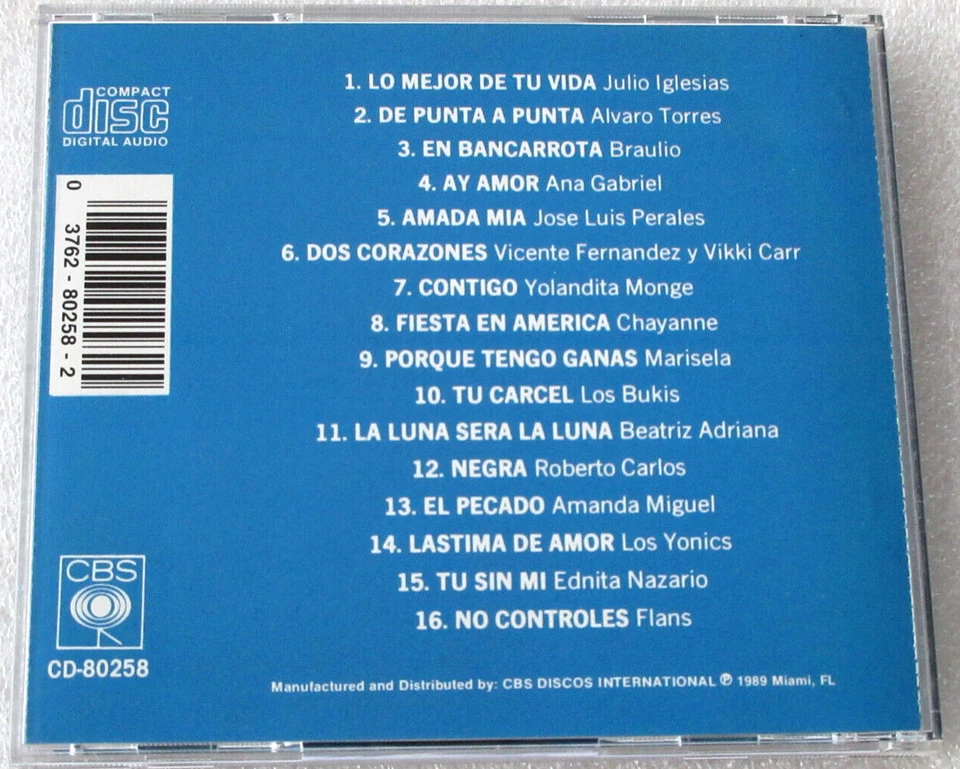 COMPACT
disc
DIGITAL AUDIO
0 3762 - 80258 - 2
1. LO MEJOR DE TU VIDA Julio Iglesias
2. DE PUNTA A PUNTA Alvaro Torres
3. EN BANCARROTA Braulio
4. AY AMOR Ana Gabriel
5. AMADA MIA Jose Luis Perales
6. DOS CORAZONES Vicente Fernandez y Vikki Carr
7. CONTIGO Yolandita Monge
8. FIESTA EN AMERICA Chayanne
9. PORQUE TENGO GANAS Marisela
10. TU CARCEL Los Bukis
11. LA LUNA SERA LA LUNA Beatriz Adriana
12. NEGRA Roberto Carlos
13. EL PECADO Amanda Miguel
14. LASTIMA DE AMOR Los Yonics
15. TU SIN MI Ednita Nazario
16. NO CONTROLES Flans
CBS
CD-80258
Manufactured and Distributed by: CBS DISCOS INTERNATIONAL ℗ 1989 Miami, FL